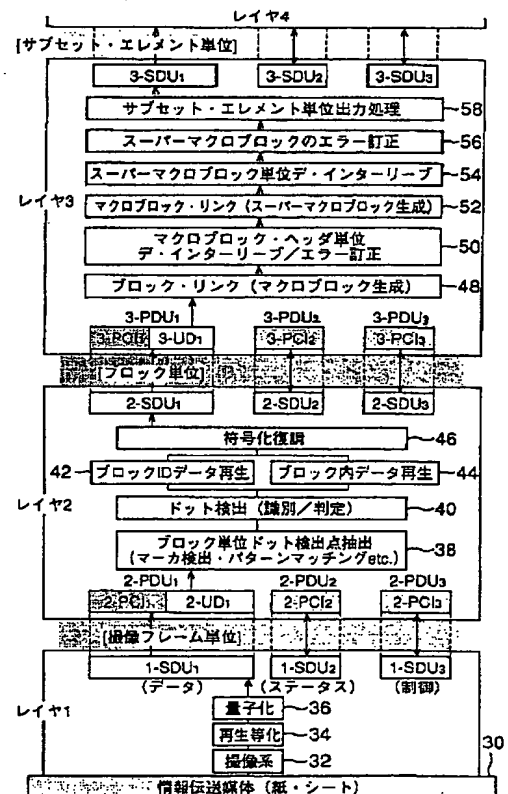 レイヤ4
[サブセット・エレメント単位]
3-SDU₁ 3-SDU₂ 3-SDU₃
サブセット・エレメント単位出力処理 58
スーパーマクロブロックのエラー訂正 56
スーパーマクロブロック単位デ・インターリーブ 54
レイヤ3
マクロブロック・リンク(スーパーマクロブロック生成) 52
マクロブロック・ヘッダ単位
デ・インターリーブ/エラー訂正 50
ブロック・リンク(マクロブロック生成) 48
3-PDU₁ 3-PDU₂ 3-PDU₃
3-PCI₁ 3-UD₁ 3-PCI₂ 3-PCI₃
[ブロック単位]
2-SDU₁ 2-SDU₂ 2-SDU₃
符号化復調 46
42 ブロックIDデータ再生 ブロック内データ再生 44
レイヤ2
ドット検出(識別/判定) 40
ブロック単位ドット検出点抽出
(マーカ検出・パターンマッチングetc.) 38
2-PDU₁ 2-PDU₂ 2-PDU₃
2-PCI₁ 2-UD₁ 2-PCI₂ 2-PCI₃
[撮像フレーム単位]
1-SDU₁ 1-SDU₂ 1-SDU₃
(データ) (ステータス) (制御)
レイヤ1
量子化 36
再生等化 34
撮像系 32
30
情報伝送媒体(紙・シート)